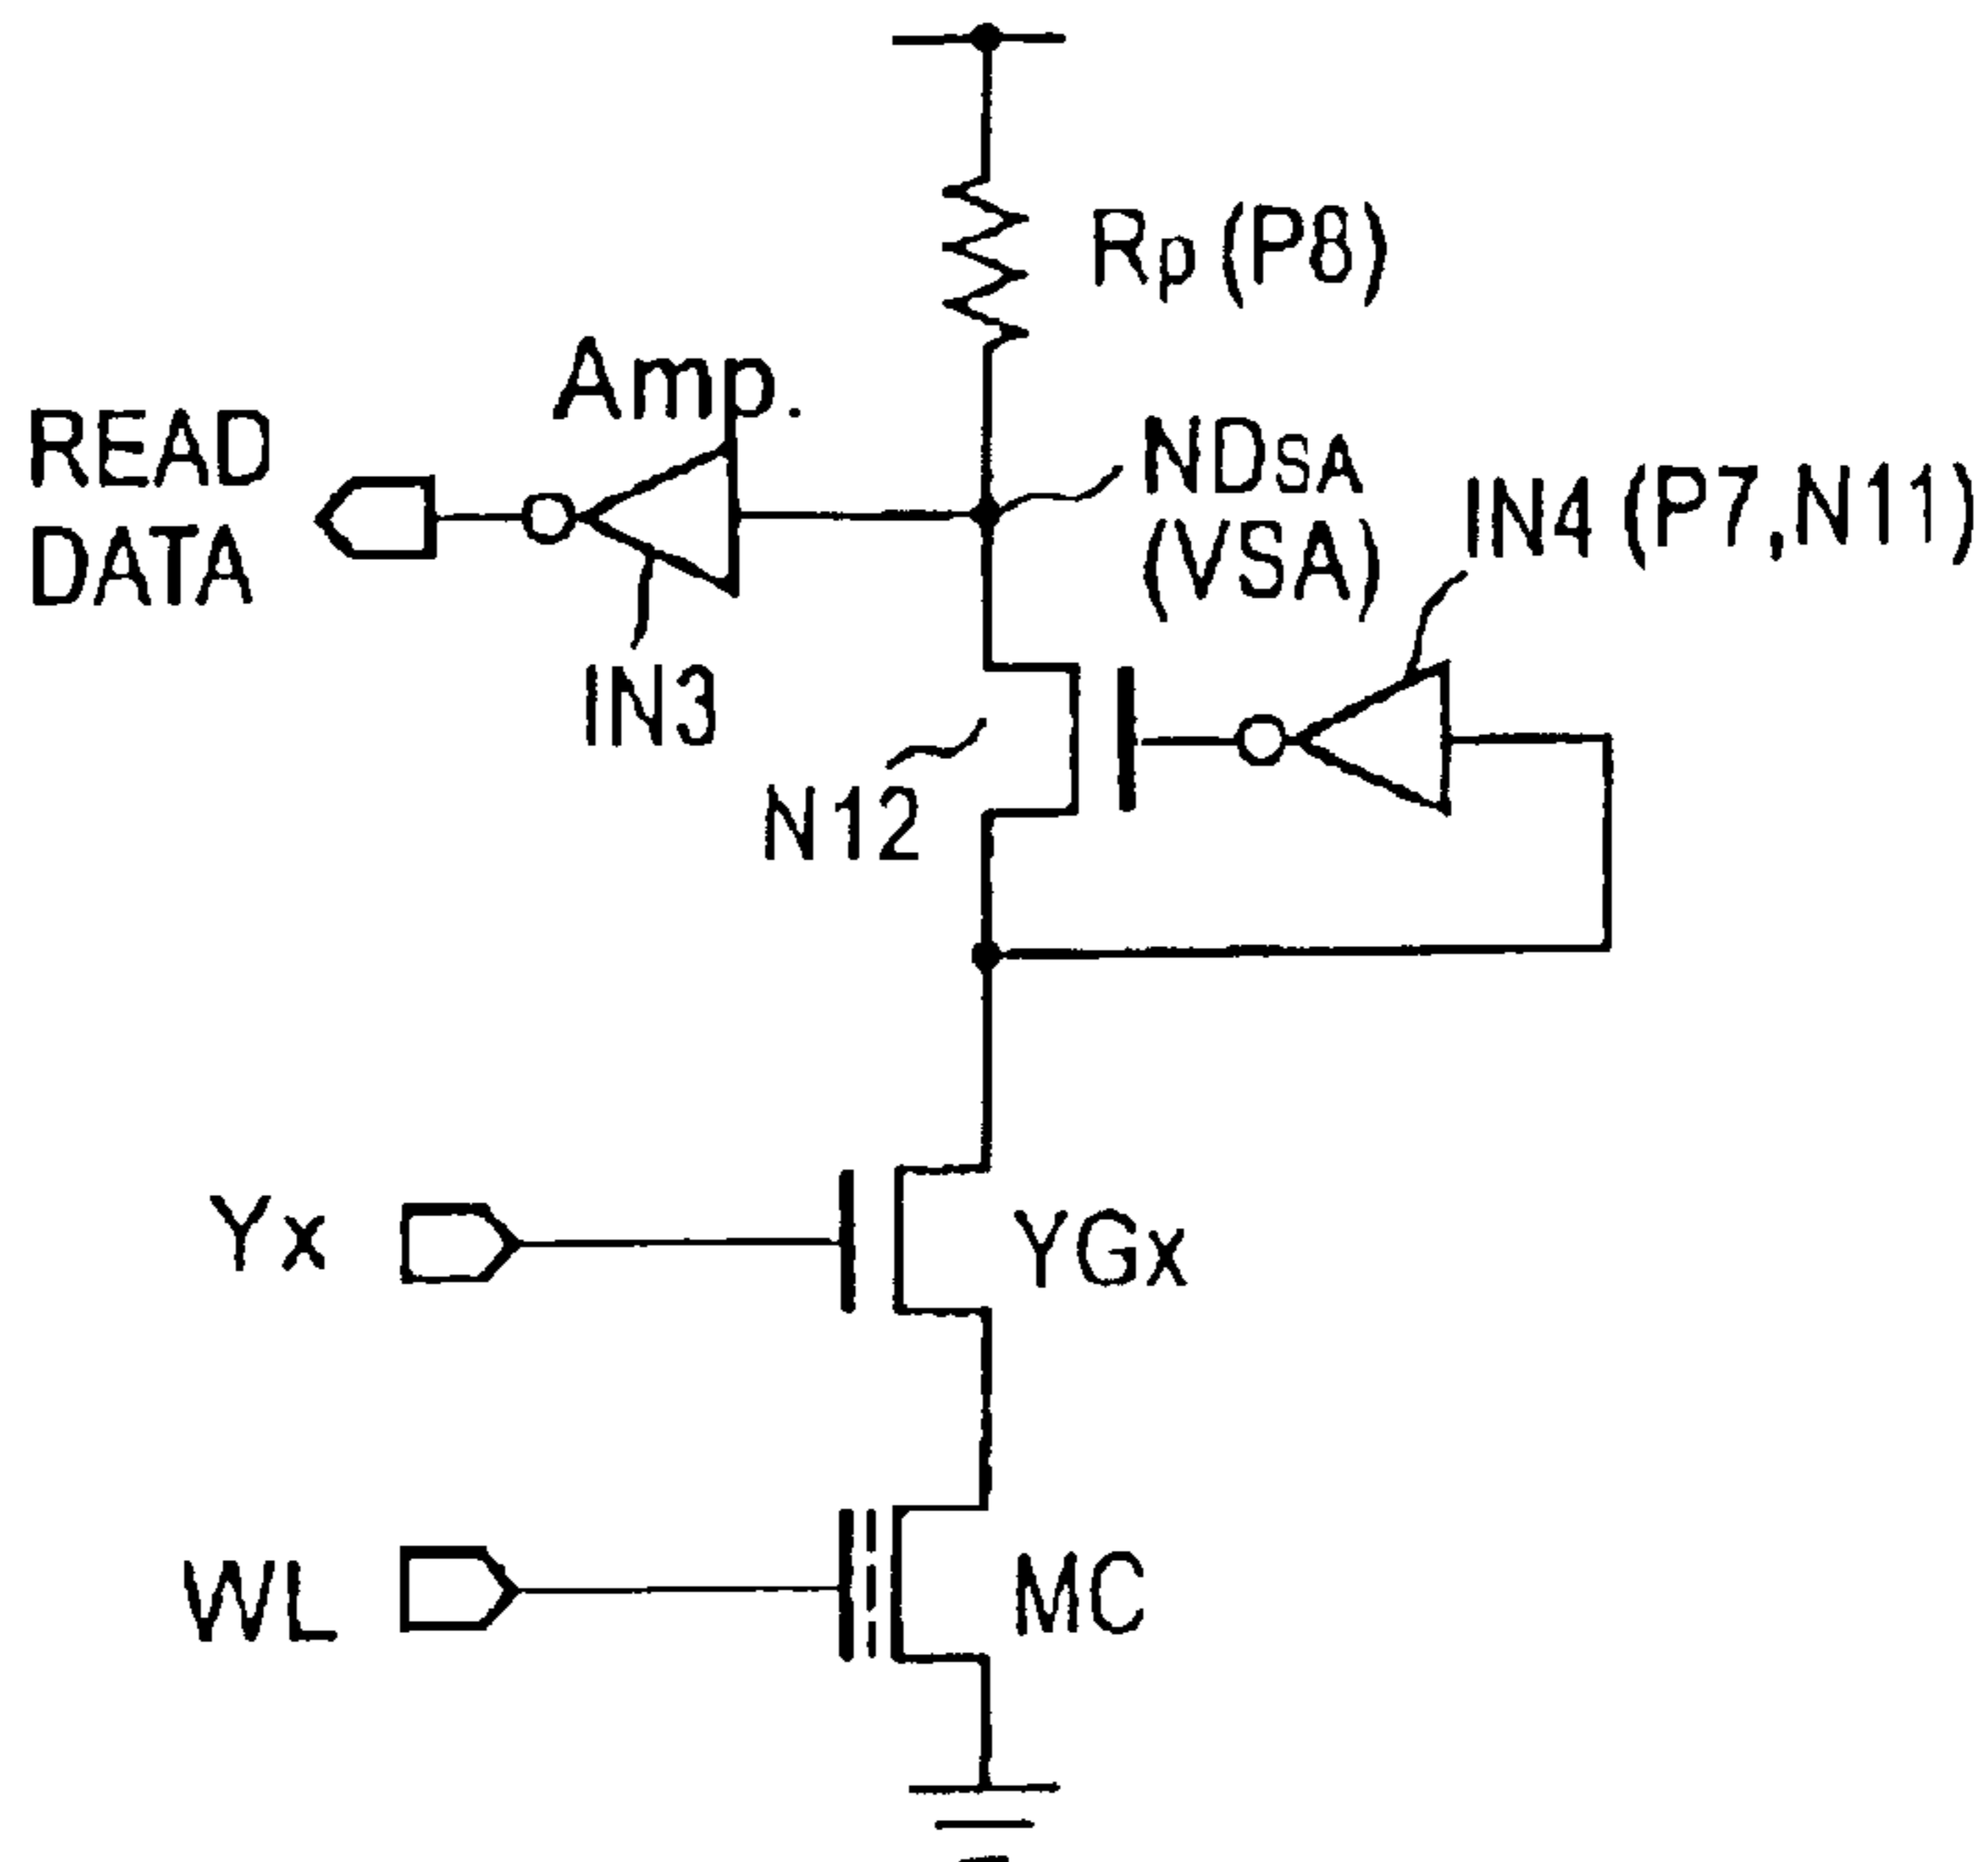 Rp (P8)
Amp.
READ
DATA
NDSA
(VSA)
IN4 (P7,N11)
IN3
N12
Yx
YGx
WL
MC